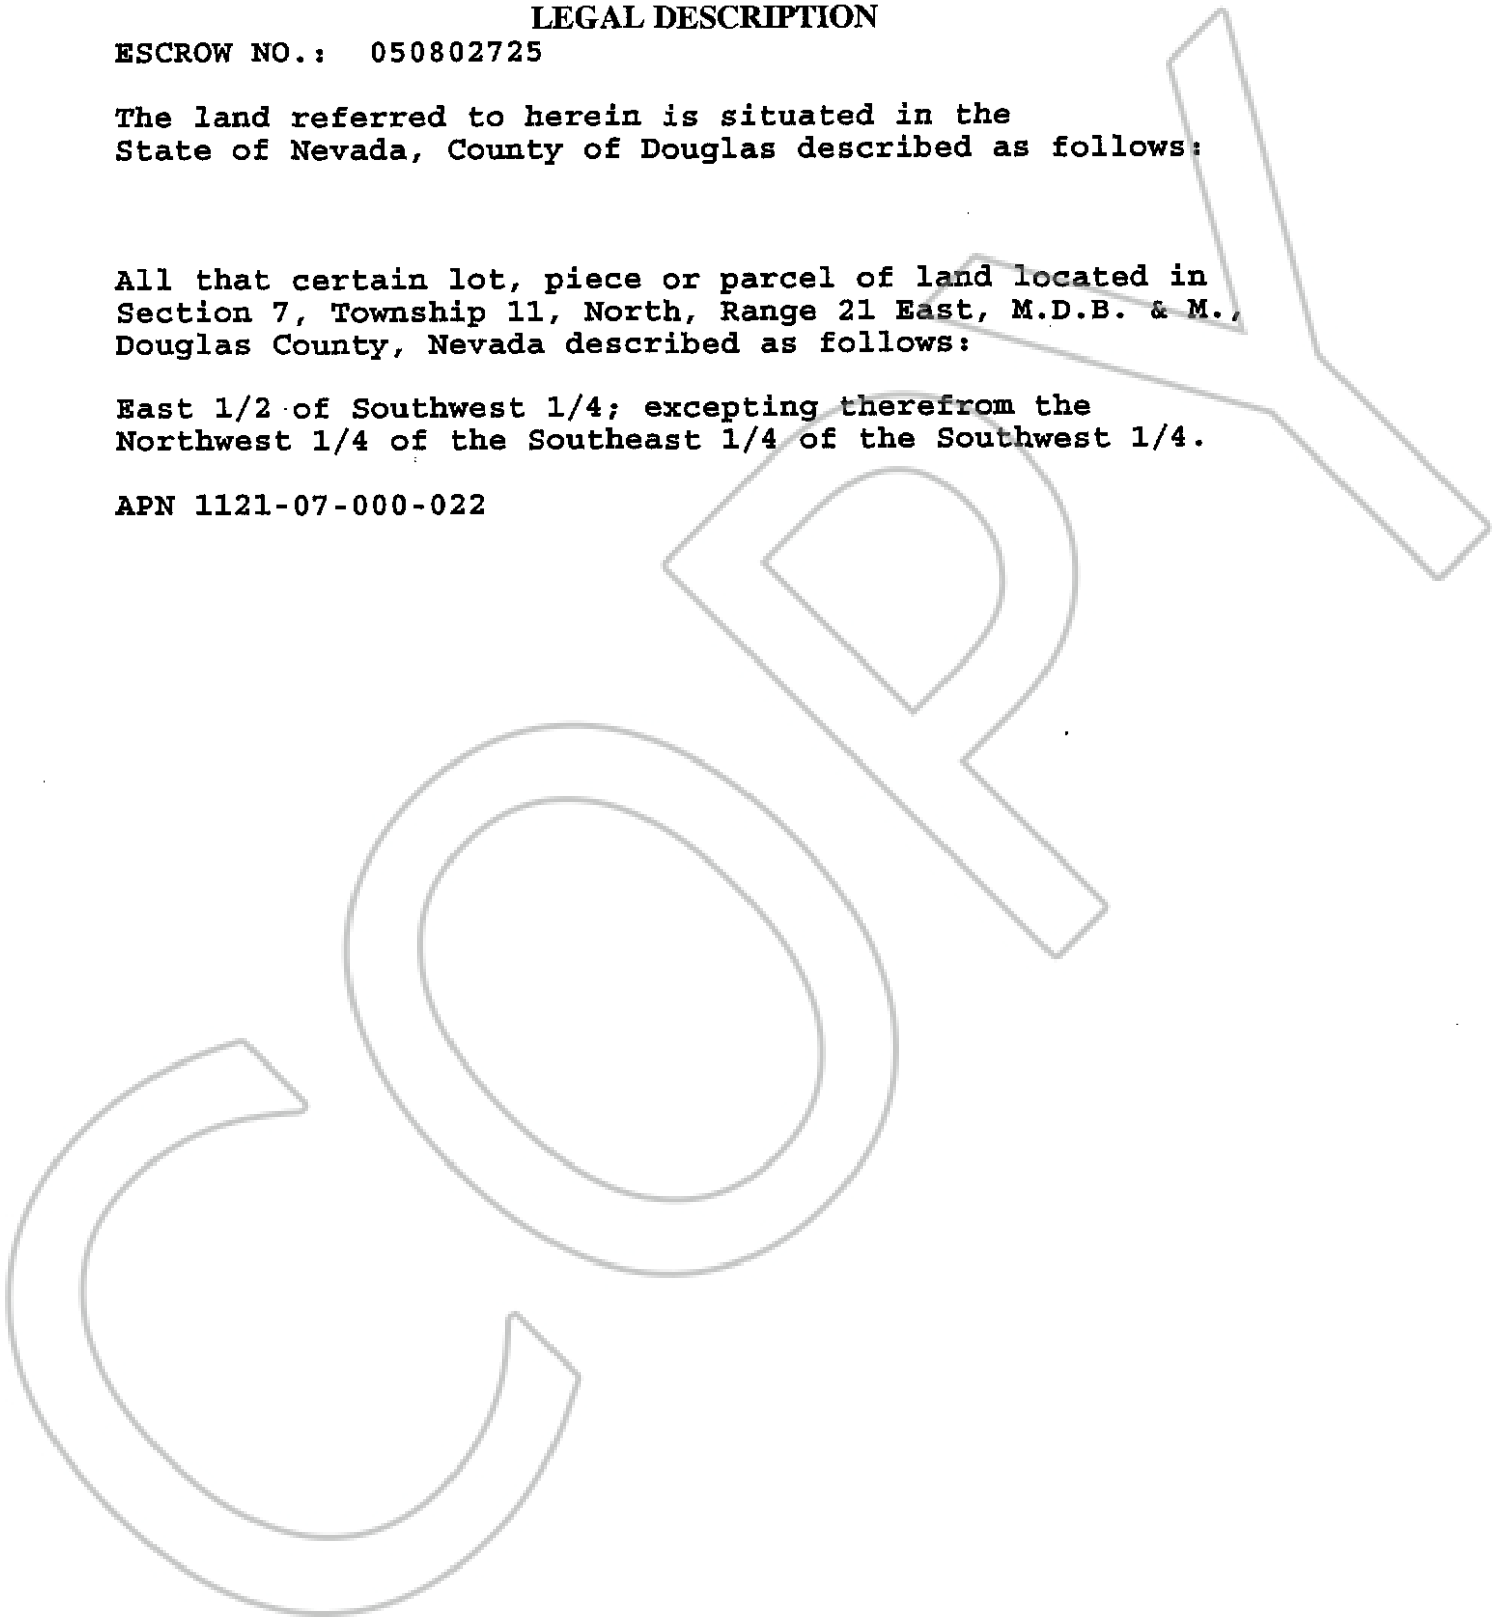 LEGAL DESCRIPTION
ESCROW NO.: 050802725
The land referred to herein is situated in the
State of Nevada, County of Douglas described as follows:
All that certain lot, piece or parcel of land located in
Section 7, Township 11, North, Range 21 East, M.D.B. & M.,
Douglas County, Nevada described as follows:
East 1/2 of Southwest 1/4; excepting therefrom the
Northwest 1/4 of the Southeast 1/4 of the Southwest 1/4.
APN 1121-07-000-022
COPY